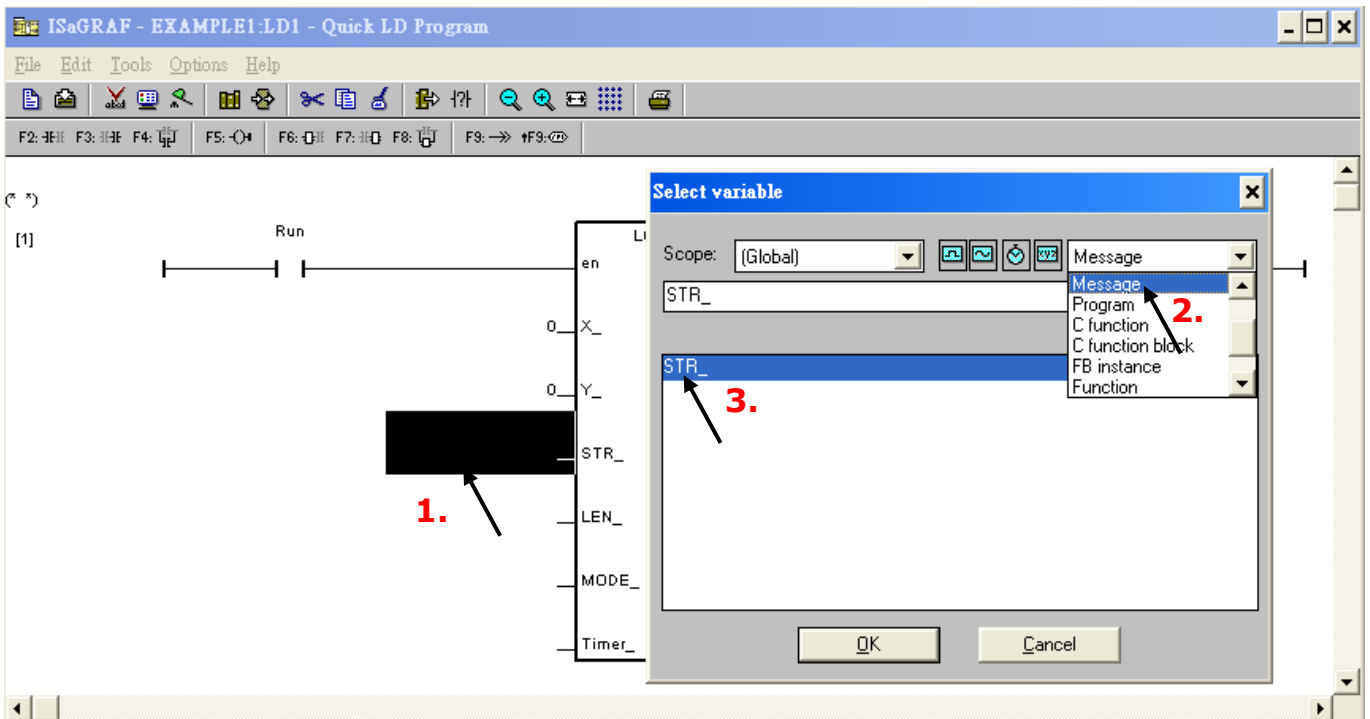 ISaGRAF - EXAMPLE1:LD1 - Quick LD Program
File Edit Tools Options Help
F2: F3: F4: F5: F6: F7: F8: F9: F9:
(* *)
[1]
Run
en
0 X_
0 Y_
STR_
LEN_
MODE_
Timer_
1.
Select variable
Scope: (Global) xyz Message
STR_
Message
Program
C function
C function block
FB instance
Function
2.
STR_
3.
OK Cancel